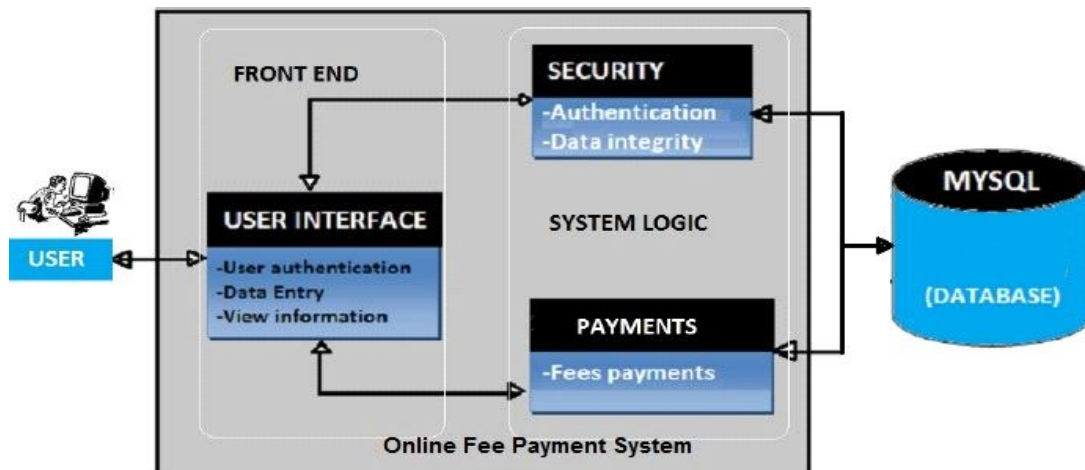 FRONT END
SECURITY
-Authentication
-Data integrity
USER INTERFACE
-User authentication
-Data Entry
-View information
USER
SYSTEM LOGIC
MYSQL
(DATABASE)
PAYMENTS
-Fees payments
Online Fee Payment System